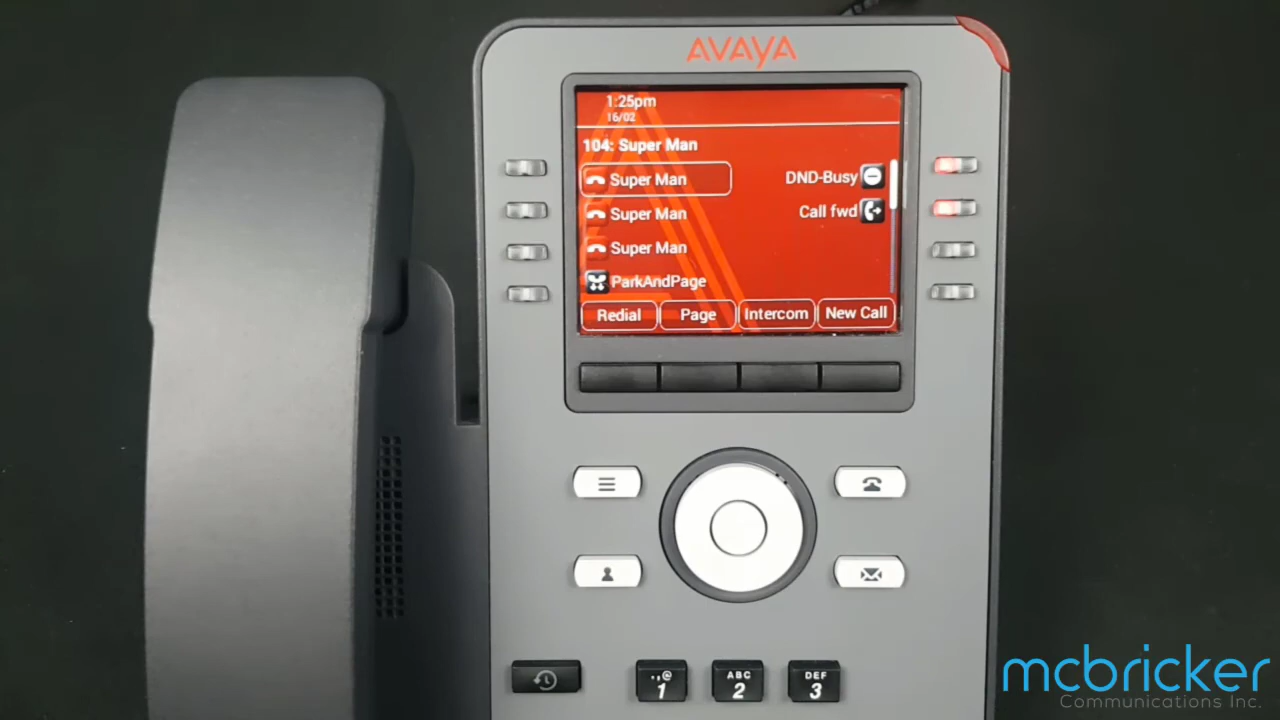 AVAYA
1:25pm
16/02
104: Super Man
Super Man
DND-Busy
Super Man
Call fwd
Super Man
ParkAndPage
Redial
Page
Intercom
New Call
.,@
1
ABC
2
DEF
3
mcbricker
Communications Inc.